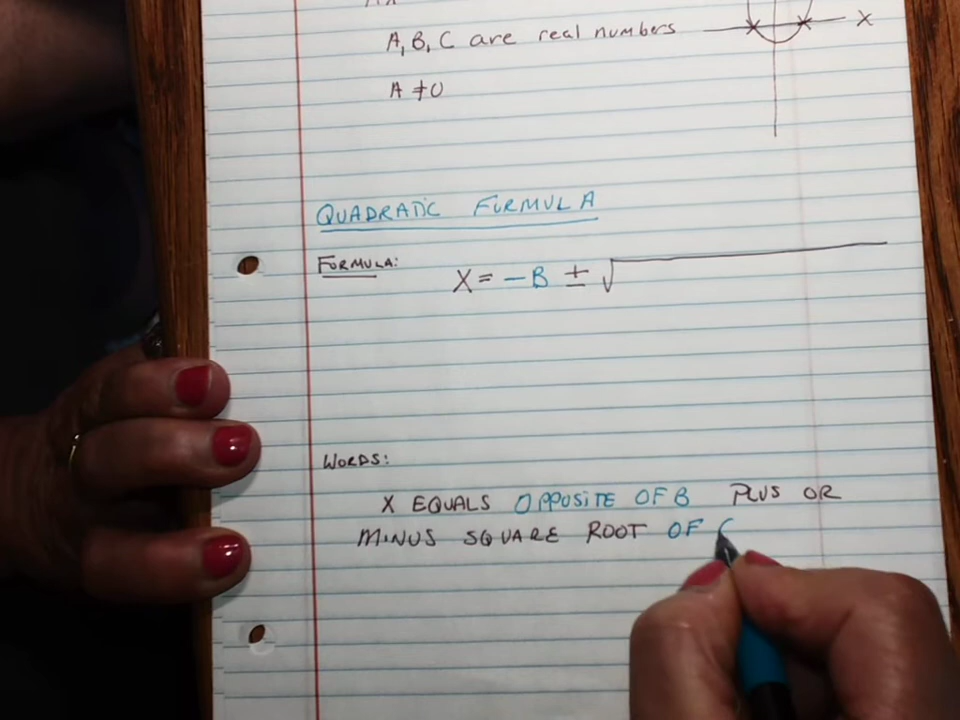 A, B, C are real numbers
X
A ≠ 0
QUADRATIC FORMULA
FORMULA: X = -B ± √
WORDS:
X EQUALS OPPOSITE OF B PLUS OR
MINUS SQUARE ROOT OF